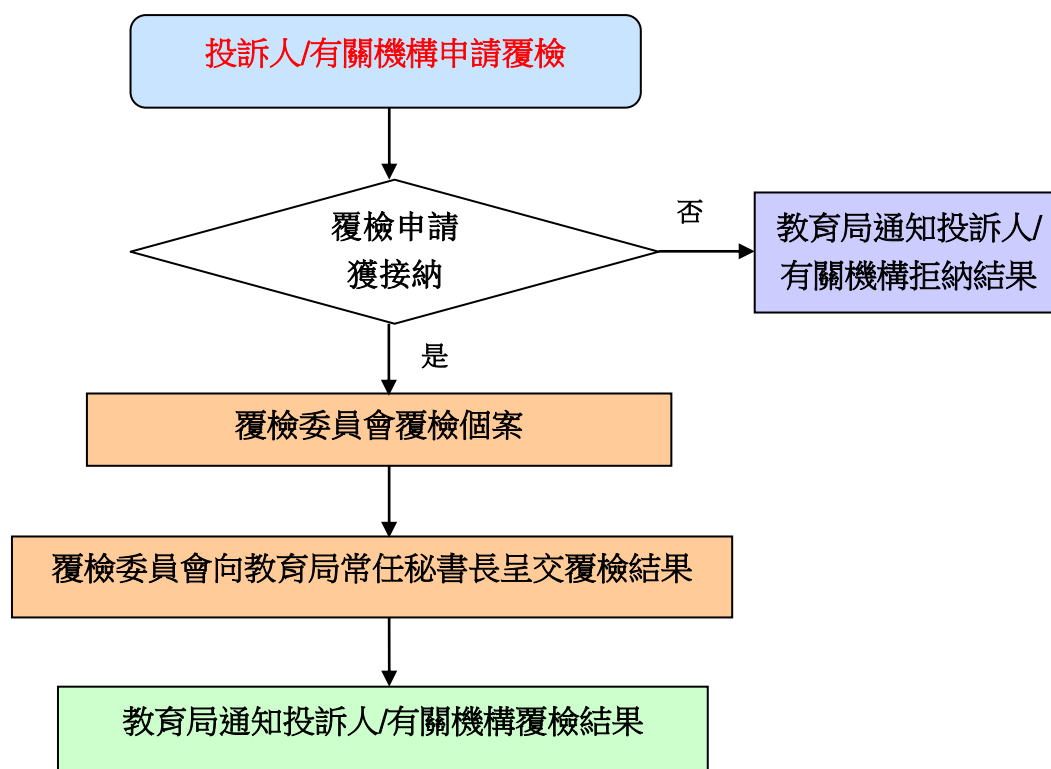 投訴人/有關機構申請覆檢
覆檢申請
獲接納
否
教育局通知投訴人/
有關機構拒納結果
是
覆檢委員會覆檢個案
覆檢委員會向教育局常任秘書長呈交覆檢結果
教育局通知投訴人/有關機構覆檢結果